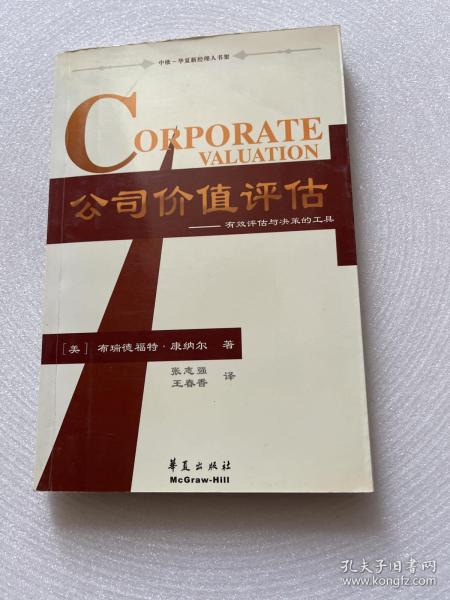 中欧－华夏新经理人书架
CORPORATE
VALUATION
公司价值评估
——有效评估与决策的工具
［美］布瑞德福特·康纳尔 著
张志强
王春香 译
华夏出版社
McGraw-Hill
孔夫子旧书网
www.kongfz.com